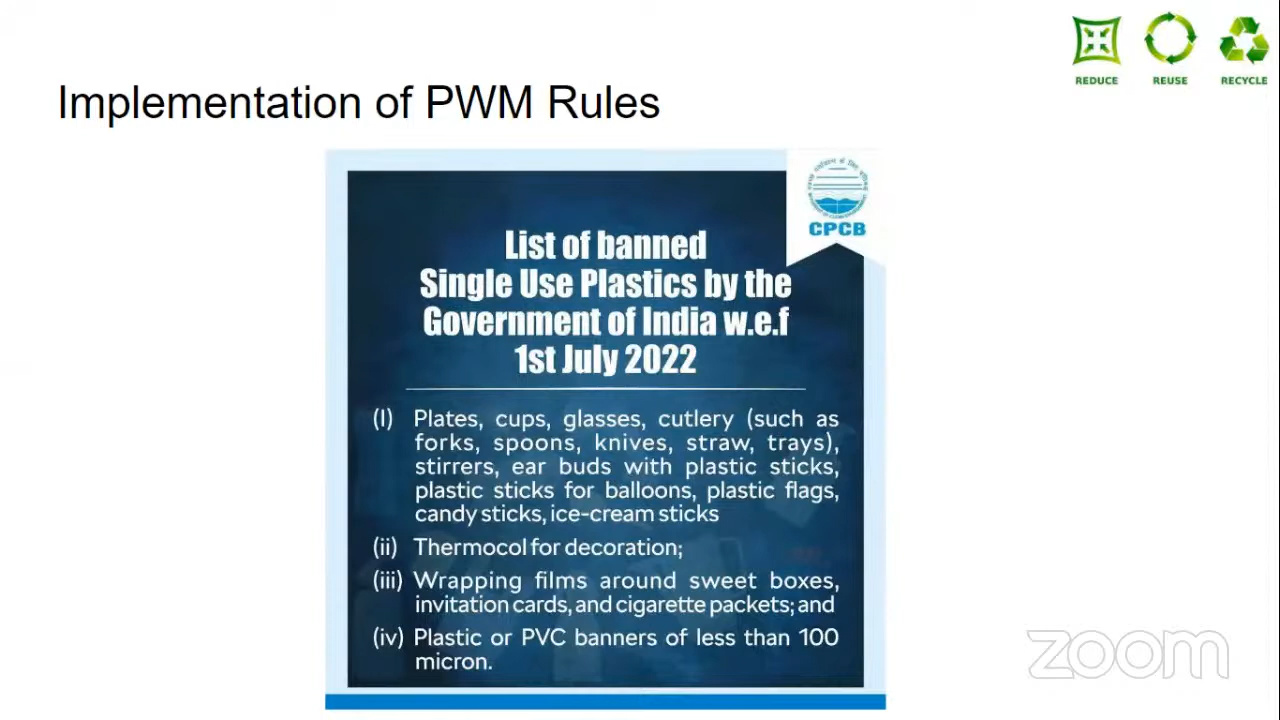 REDUCE REUSE RECYCLE
Implementation of PWM Rules
CPCB
List of banned
Single Use Plastics by the
Government of India w.e.f
1st July 2022
(I) Plates, cups, glasses, cutlery (such as
forks, spoons, knives, straw, trays),
stirrers, ear buds with plastic sticks,
plastic sticks for balloons, plastic flags,
candy sticks, ice-cream sticks
(ii) Thermocol for decoration;
(iii) Wrapping films around sweet boxes,
invitation cards, and cigarette packets; and
(iv) Plastic or PVC banners of less than 100
micron.
zoom